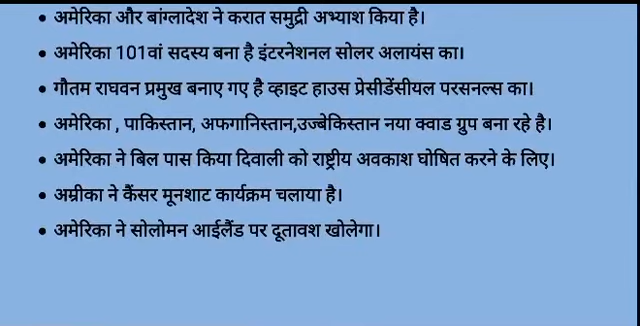 • अमेरिका और बांग्लादेश ने करात समुद्री अभ्याश किया है।
• अमेरिका 101वां सदस्य बना है इंटरनेशनल सोलर अलायंस का।
• गौतम राघवन प्रमुख बनाए गए है व्हाइट हाउस प्रेसीडेंसीयल परसनल्स का।
• अमेरिका , पाकिस्तान, अफगानिस्तान,उज्बेकिस्तान नया क्वाड ग्रुप बना रहे है।
• अमेरिका ने बिल पास किया दिवाली को राष्ट्रीय अवकाश घोषित करने के लिए।
• अम्रीका ने कैंसर मूनशाट कार्यक्रम चलाया है।
• अमेरिका ने सोलोमन आईलैंड पर दूतावश खोलेगा।